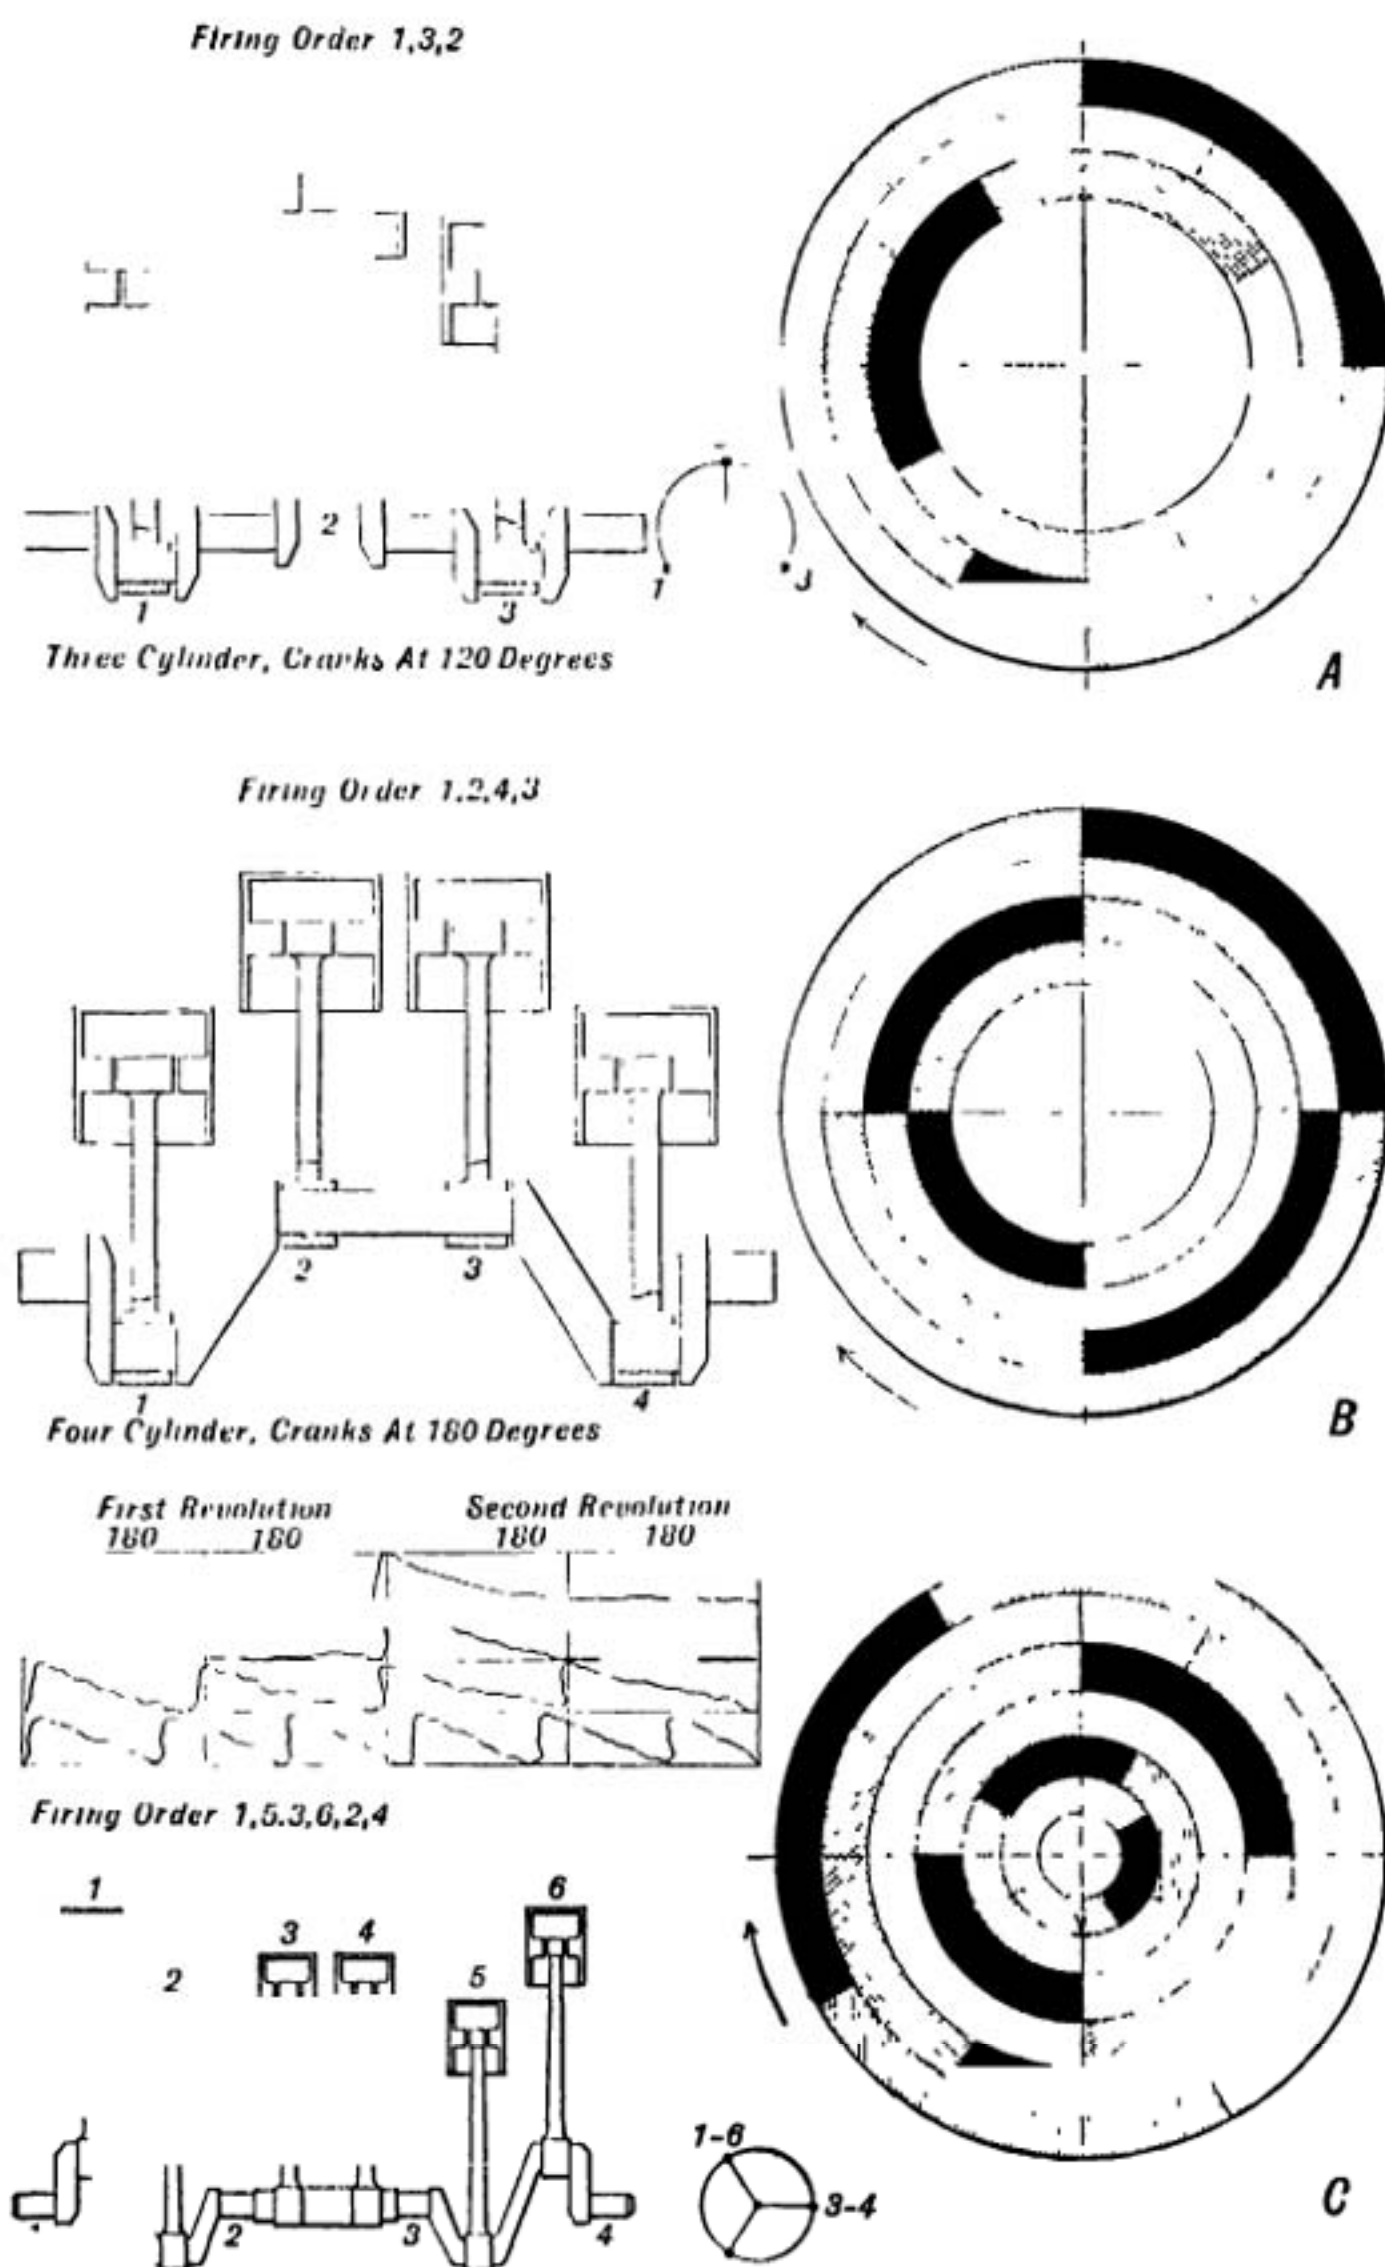 Firing Order 1,3,2
2
1
3
1
3
Three Cylinder, Cranks At 120 Degrees
A
Firing Order 1,2,4,3
2
3
1
4
Four Cylinder, Cranks At 180 Degrees
B
First Revolution
Second Revolution
180
180
180
180
Firing Order 1,5.3,6,2,4
1
6
3
4
2
5
1-6
3-4
2
3
4
C